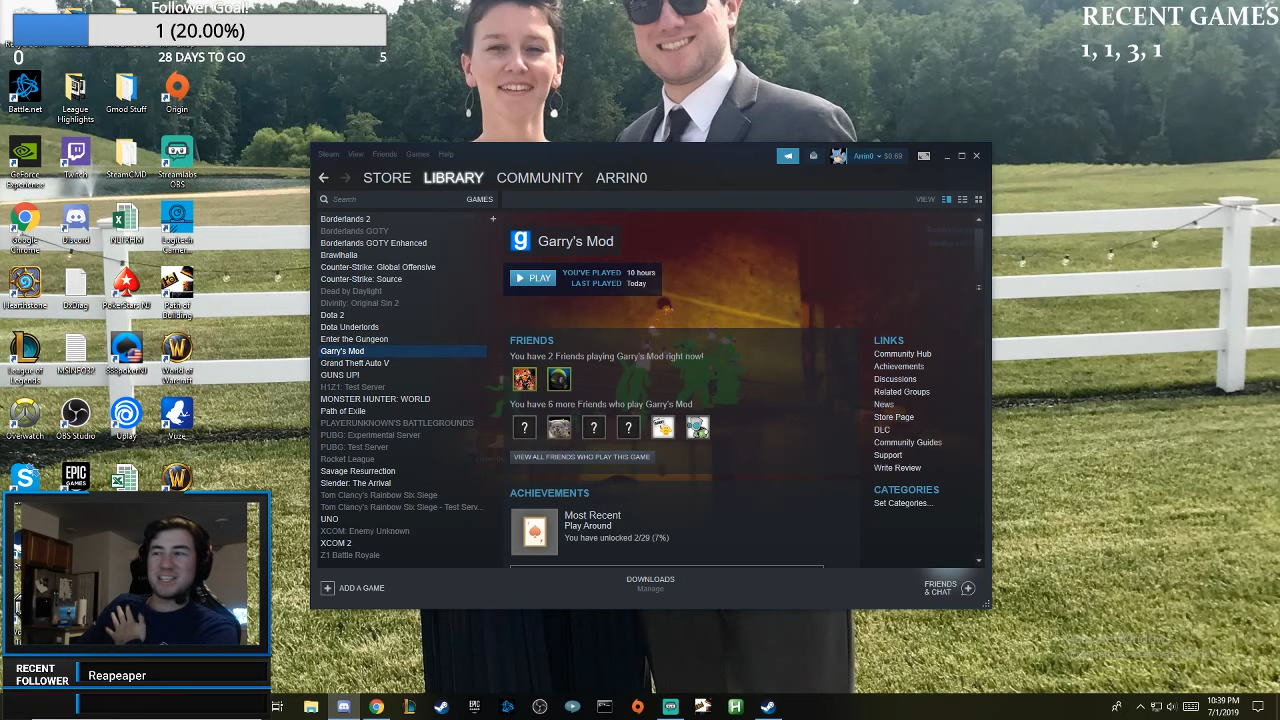 Follower Goal:
1 (20.00%)
0
28 DAYS TO GO
5
RECENT GAMES
1, 1, 3, 1
Battle.net
League Highlights
Gmod Stuff
Origin
GeForce Experience
Twitch
SteamCMD
Streamlabs OBS
Google Chrome
Discord
Logitech Gamer...
Hearthstone
DxDiag
PokerStars NJ
Path of Building
League of Legends
MSINFO32
888pokerNJ
World of Warcraft
Overwatch
OBS Studio
Uplay
Vuze
EPIC GAMES
Steam View Friends Games Help
Arrin0 $0.69
STORE LIBRARY COMMUNITY ARRIN0
Search
GAMES
VIEW
Borderlands 2
Borderlands GOTY
Borderlands GOTY Enhanced
Brawlhalla
Counter-Strike: Global Offensive
Counter-Strike: Source
Dead by Daylight
Divinity: Original Sin 2
Dota 2
Dota Underlords
Enter the Gungeon
Garry's Mod
Grand Theft Auto V
GUNS UP!
H1Z1: Test Server
MONSTER HUNTER: WORLD
Path of Exile
PLAYERUNKNOWN'S BATTLEGROUNDS
PUBG: Experimental Server
PUBG: Test Server
Rocket League
Savage Resurrection
Slender: The Arrival
Tom Clancy's Rainbow Six Siege
Tom Clancy's Rainbow Six Siege - Test Serv...
UNO
XCOM: Enemy Unknown
XCOM 2
Z1 Battle Royale
Garry's Mod
PLAY
YOU'VE PLAYED 10 hours
LAST PLAYED Today
FRIENDS
You have 2 Friends playing Garry's Mod right now!
You have 6 more Friends who play Garry's Mod
? ? ?
VIEW ALL FRIENDS WHO PLAY THIS GAME
ACHIEVEMENTS
Most Recent
Play Around
You have unlocked 2/29 (7%)
LINKS
Community Hub
Achievements
Discussions
Related Groups
News
Store Page
DLC
Community Guides
Support
Write Review
CATEGORIES
Set Categories...
+ ADD A GAME
DOWNLOADS
Manage
FRIENDS & CHAT
RECENT FOLLOWER
Reapeaper
10:39 PM
7/1/2019